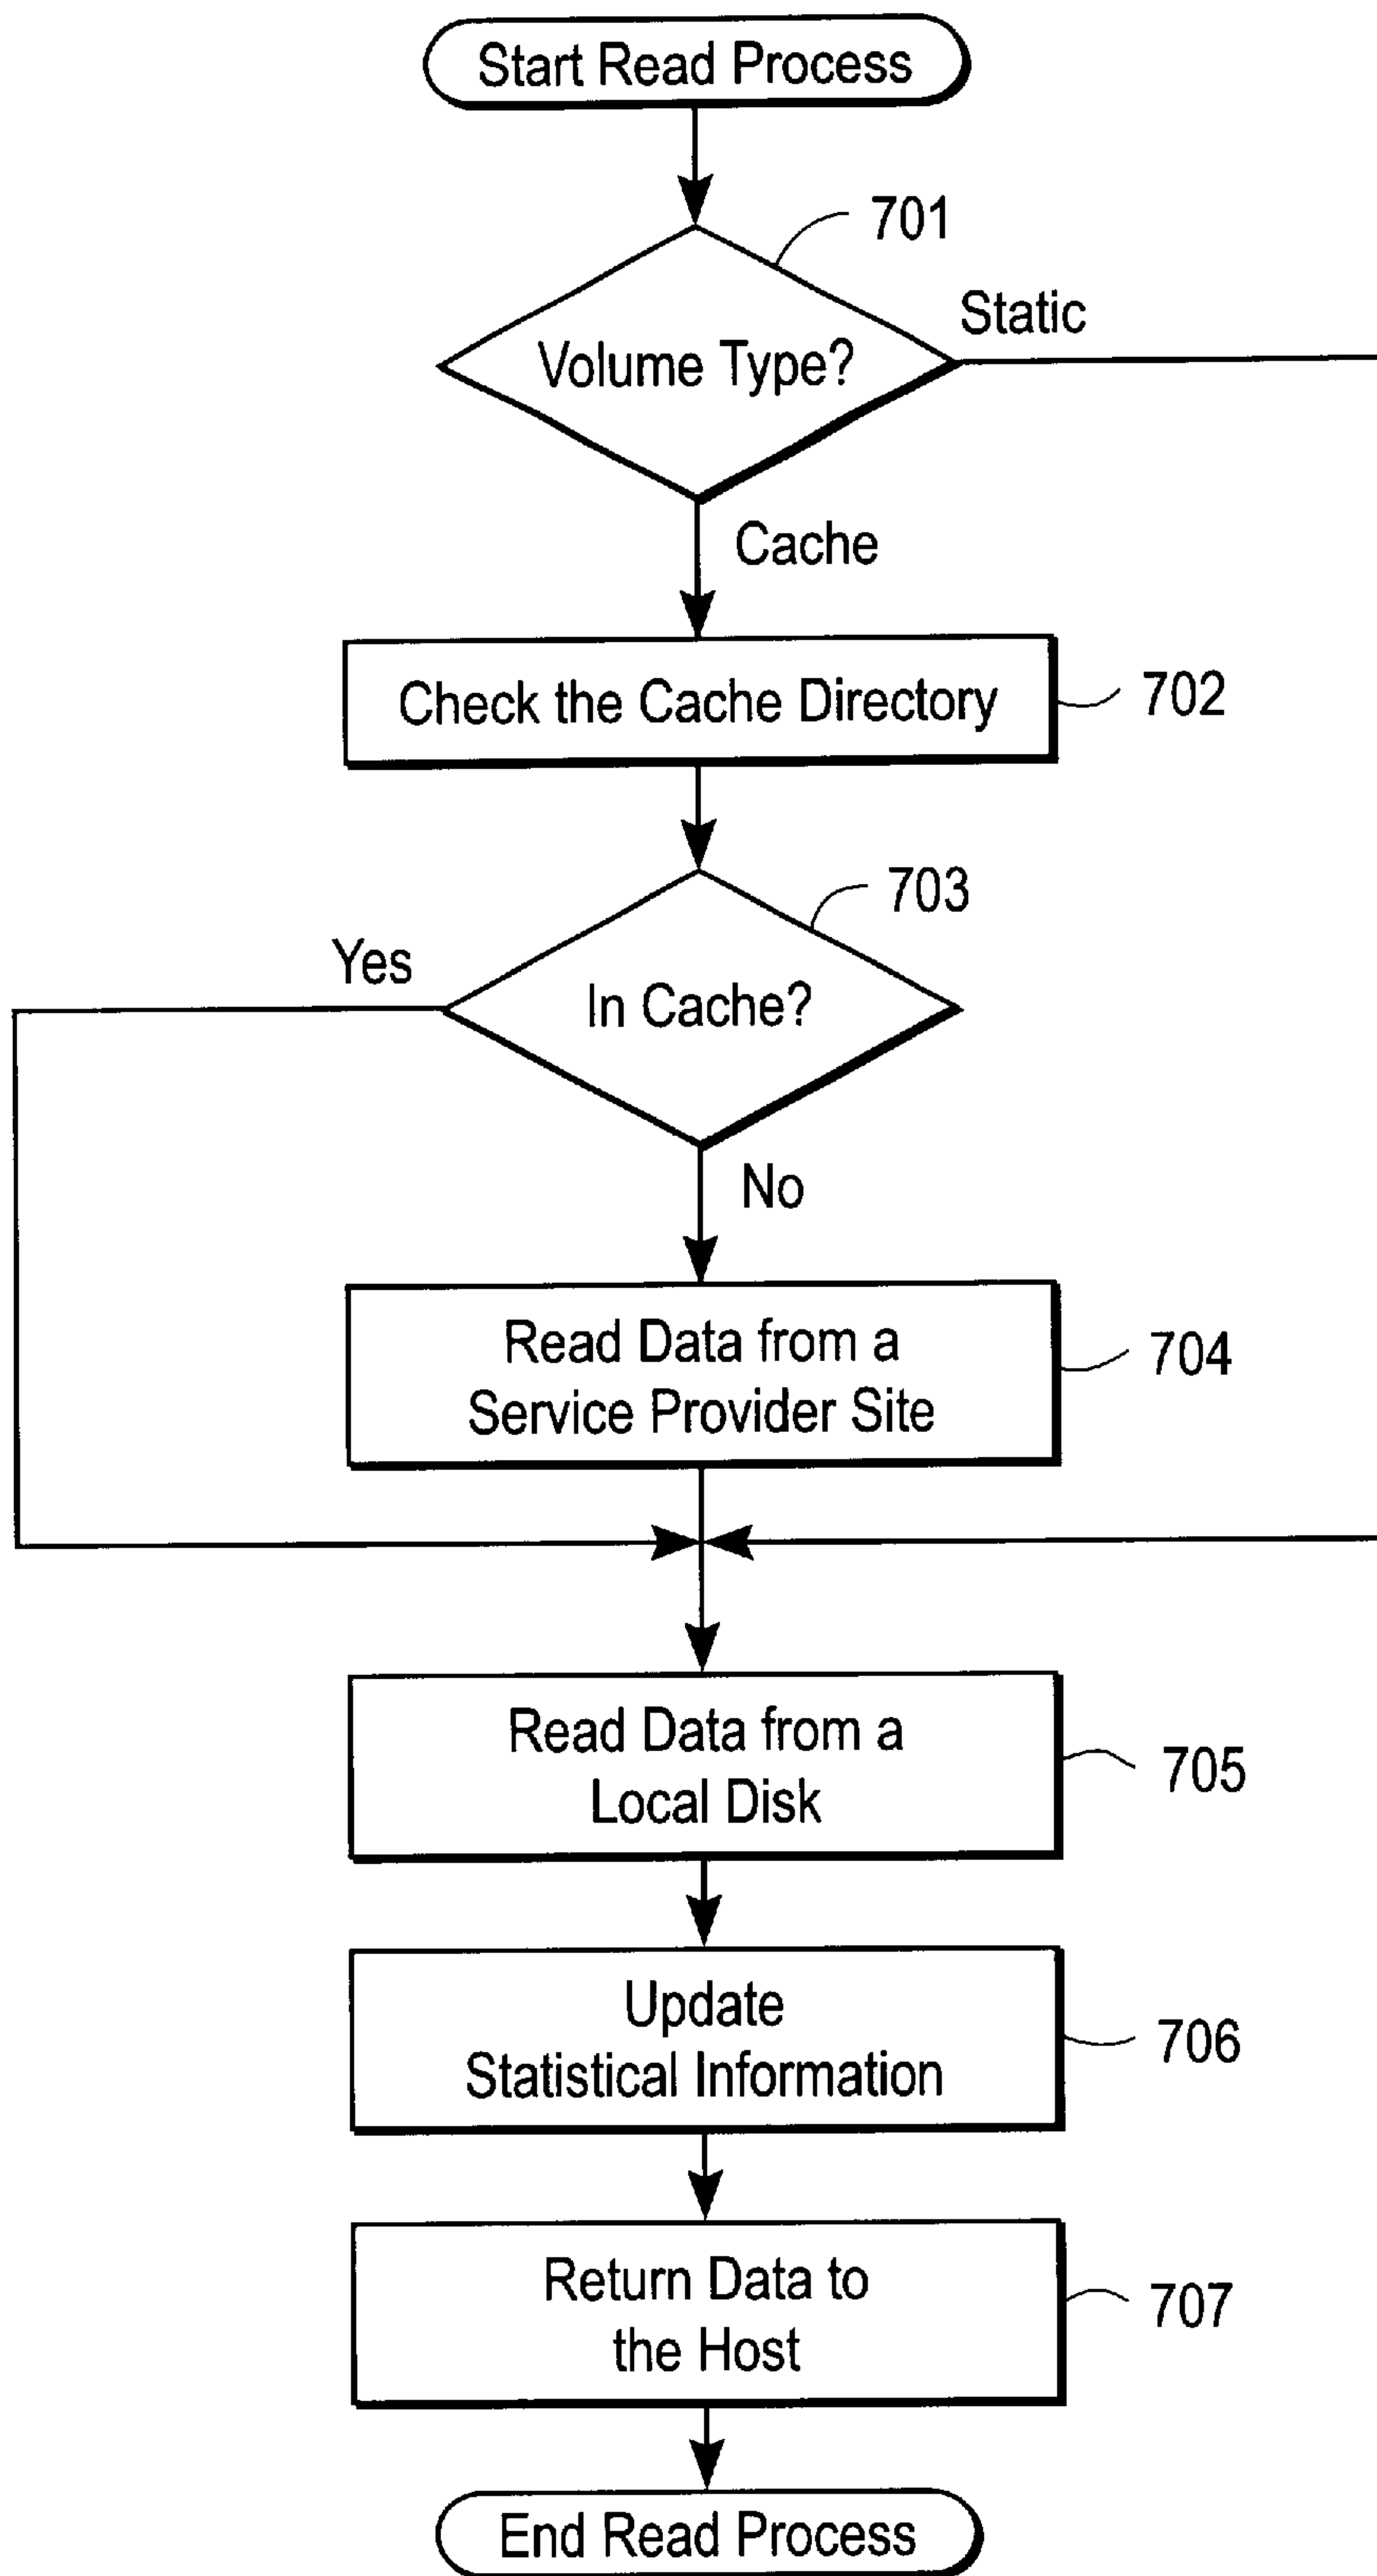 Start Read Process
701
Static
Volume Type?
Cache
Check the Cache Directory
702
703
Yes
In Cache?
No
Read Data from a
Service Provider Site
704
Read Data from a
Local Disk
705
Update
Statistical Information
706
Return Data to
the Host
707
End Read Process